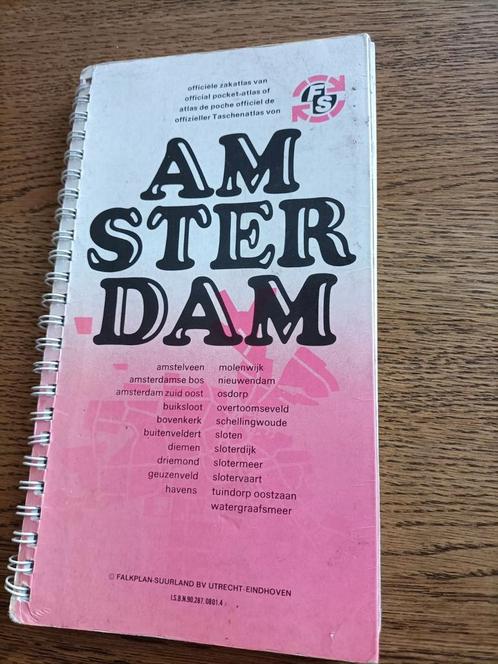 officiële zakatlas van
official pocket-atlas of
atlas de poche officiel de
offizieller Taschenatlas von
FS
AM
STER
DAM
amstelveen
amsterdamse bos
amsterdam zuid oost
buiksloot
bovenkerk
buitenveldert
diemen
driemond
geuzenveld
havens
molenwijk
nieuwendam
osdorp
overtoomseveld
schellingwoude
sloten
sloterdijk
slotermeer
slotervaart
tuindorp oostzaan
watergraafsmeer
© FALKPLAN-SUURLAND BV UTRECHT-EINDHOVEN
I.S.B.N. 90.287.0801.4